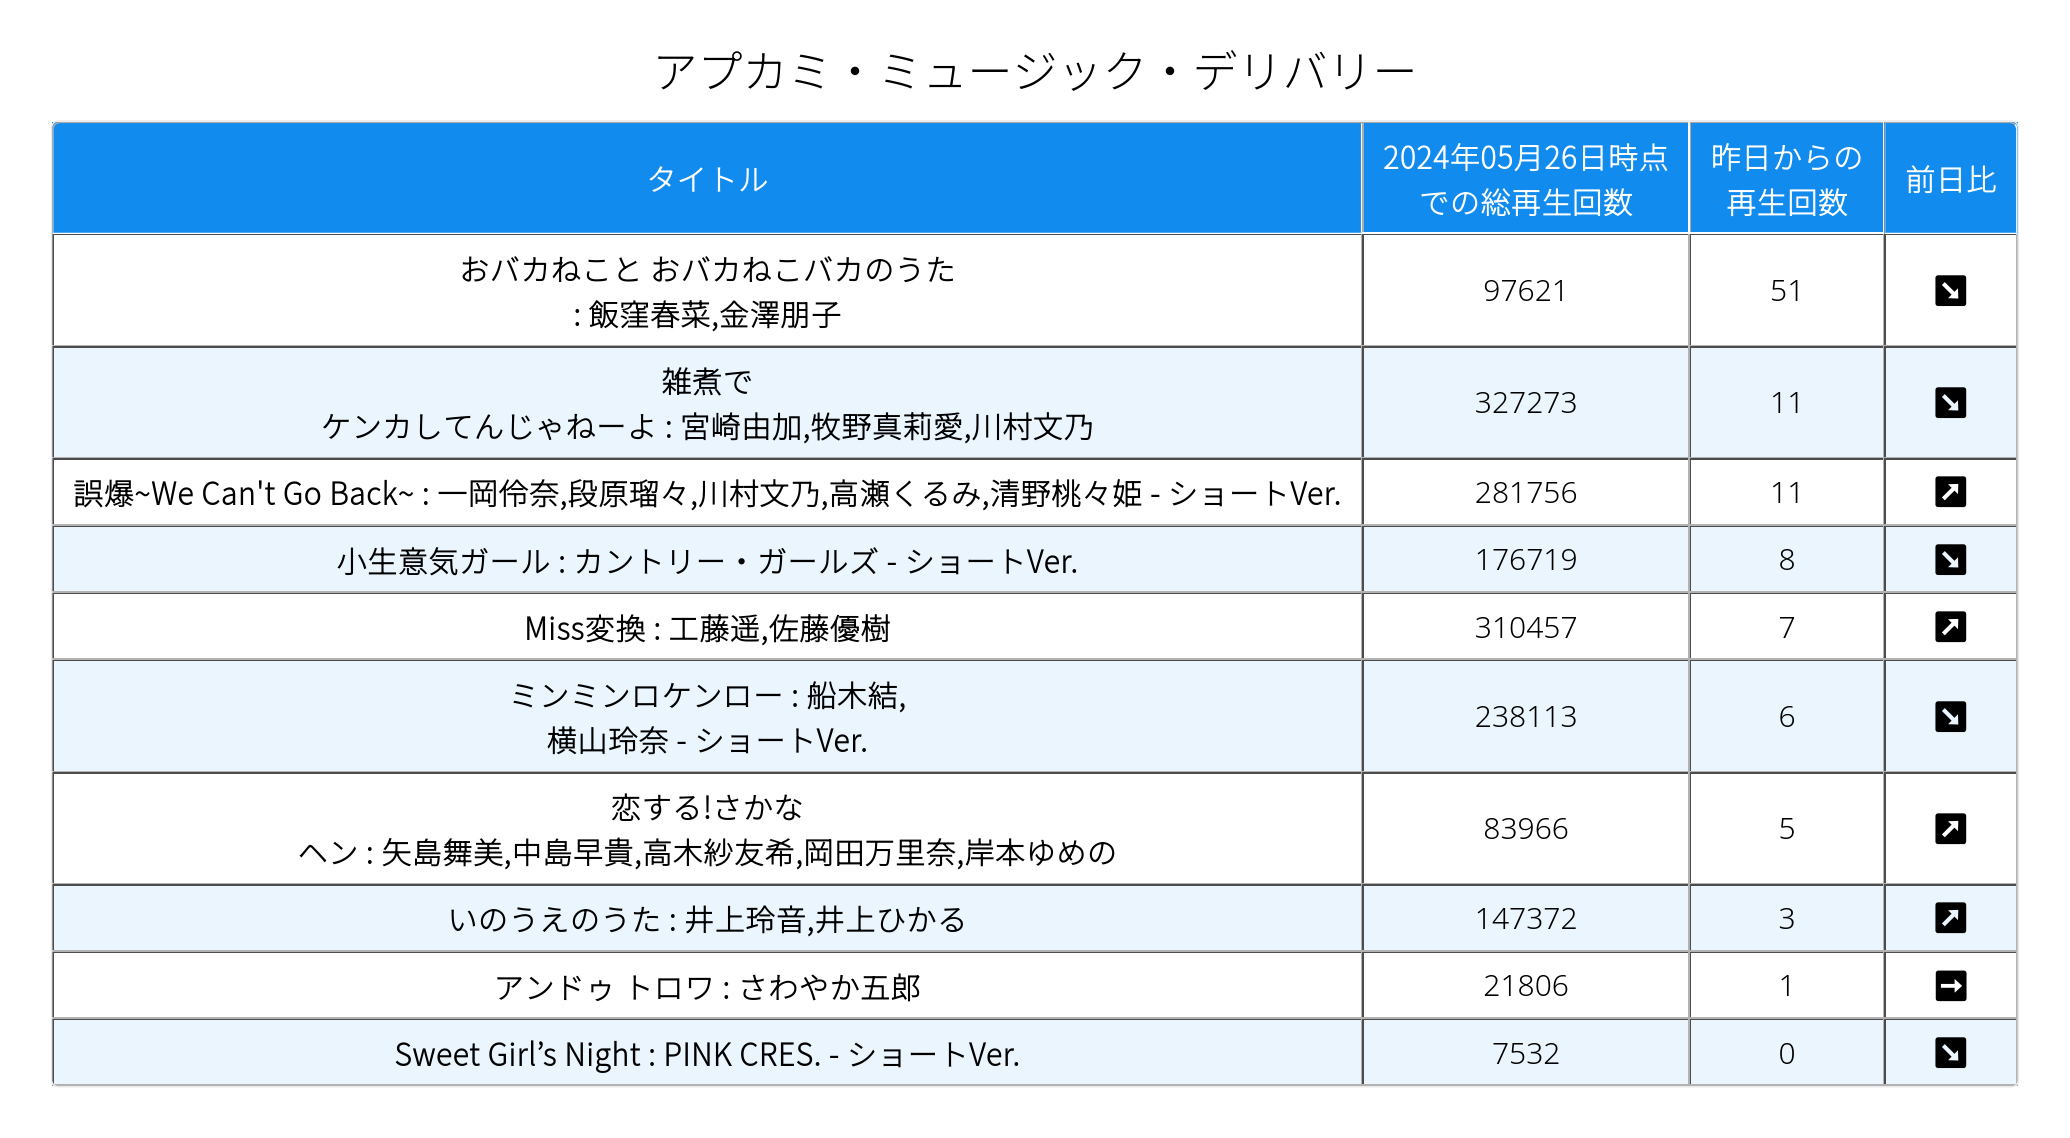 アプカミ・ミュージック・デリバリー
タイトル
2024年05月26日時点
での総再生回数
昨日からの
再生回数
前日比
おバカねこと おバカねこバカのうた
: 飯窪春菜,金澤朋子
97621
51
雑煮で
ケンカしてんじゃねーよ : 宮崎由加,牧野真莉愛,川村文乃
327273
11
誤爆~We Can't Go Back~ : 一岡伶奈,段原瑠々,川村文乃,高瀬くるみ,清野桃々姫 - ショートVer.
281756
11
小生意気ガール : カントリー・ガールズ - ショートVer.
176719
8
Miss変換 : 工藤遥,佐藤優樹
310457
7
ミンミンロケンロー : 船木結,
横山玲奈 - ショートVer.
238113
6
恋する!さかな
ヘン : 矢島舞美,中島早貴,高木紗友希,岡田万里奈,岸本ゆめの
83966
5
いのうえのうた : 井上玲音,井上ひかる
147372
3
アンドゥ トロワ : さわやか五郎
21806
1
Sweet Girl’s Night : PINK CRES. - ショートVer.
7532
0